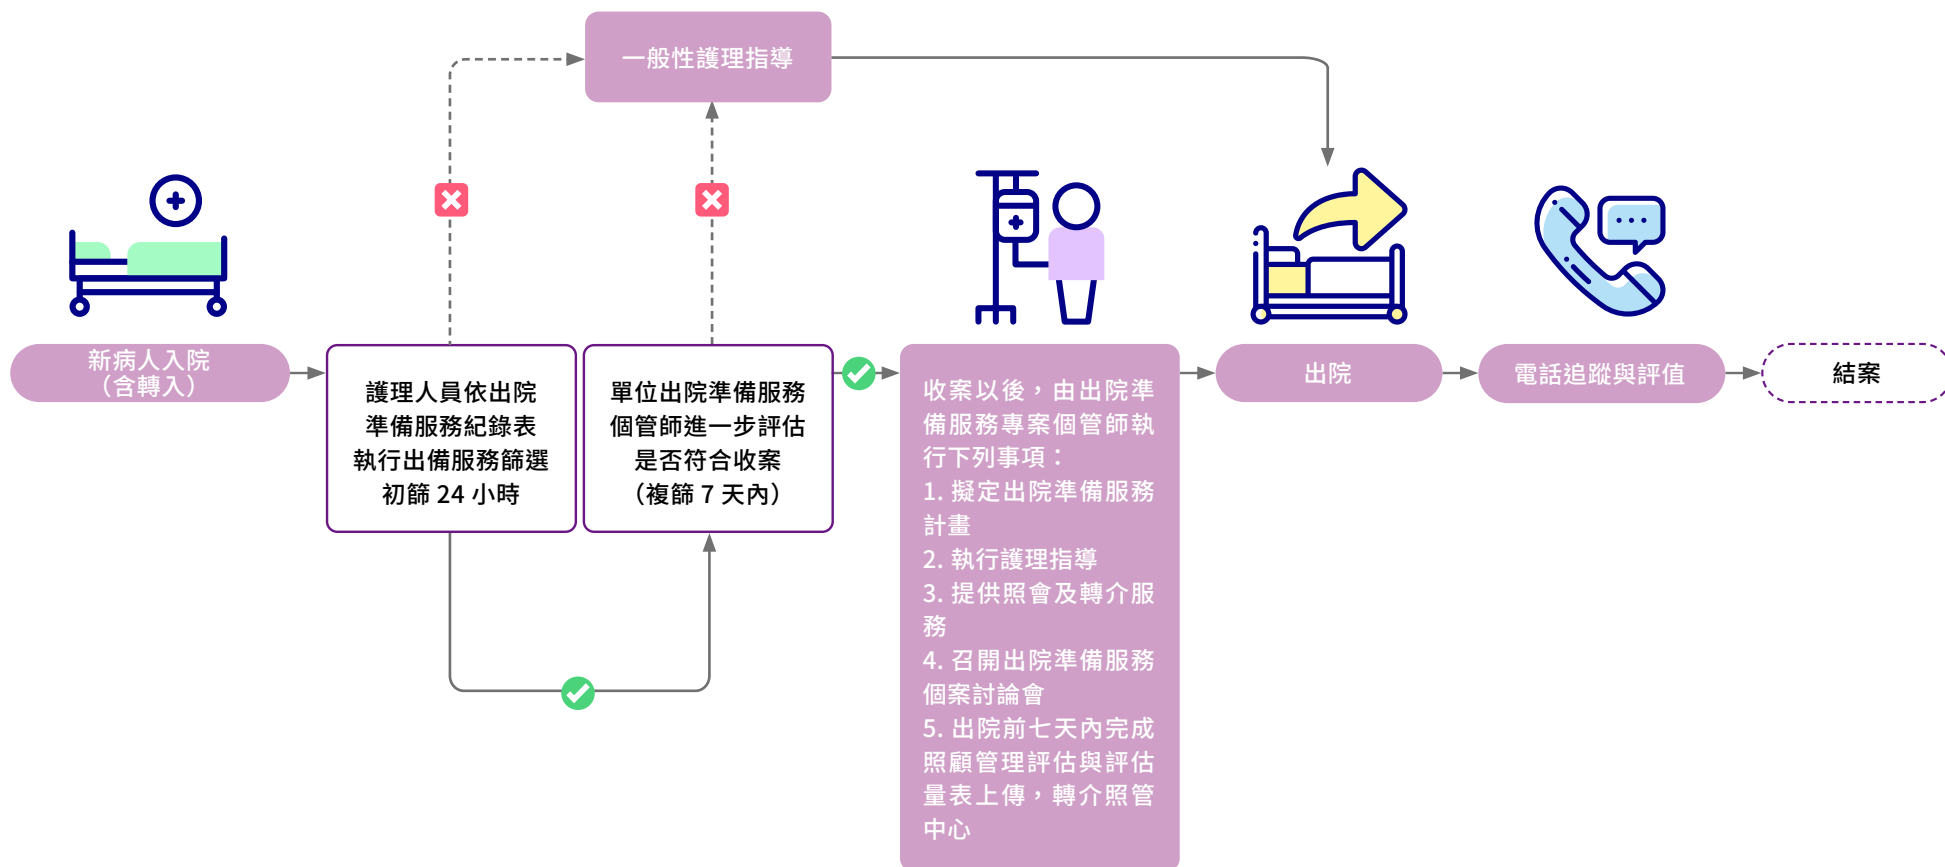 一般性護理指導
新病人入院
（含轉入）
護理人員依出院
準備服務紀錄表
執行出備服務篩選
初篩 24 小時
單位出院準備服務
個管師進一步評估
是否符合收案
（複篩 7 天內）
收案以後，由出院準
備服務專案個管師執
行下列事項：
1. 擬定出院準備服務
計畫
2. 執行護理指導
3. 提供照會及轉介服
務
4. 召開出院準備服務
個案討論會
5. 出院前七天內完成
照顧管理評估與評估
量表上傳，轉介照管
中心
出院
電話追蹤與評值
結案